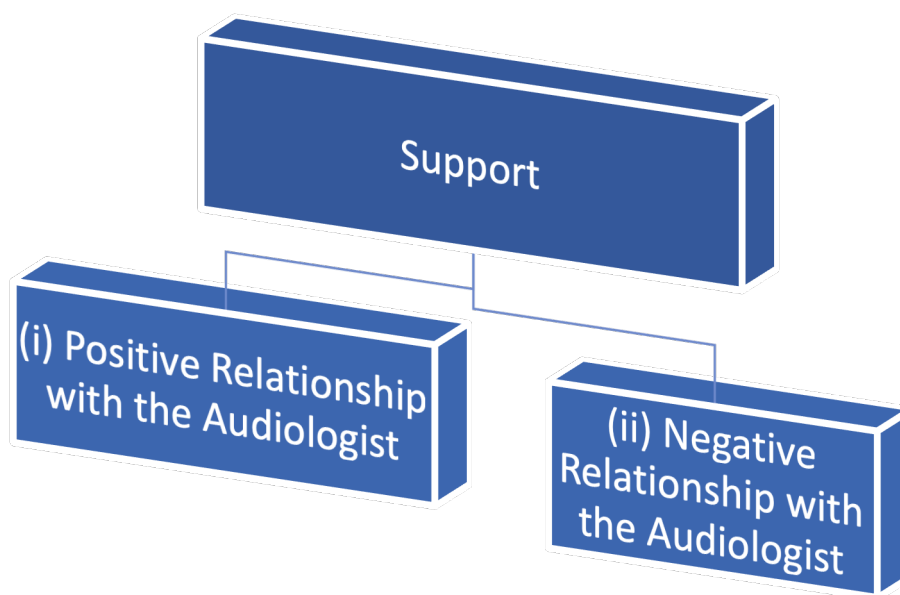 Support
(i) Positive Relationship
with the Audiologist
(ii) Negative
Relationship with
the Audiologist